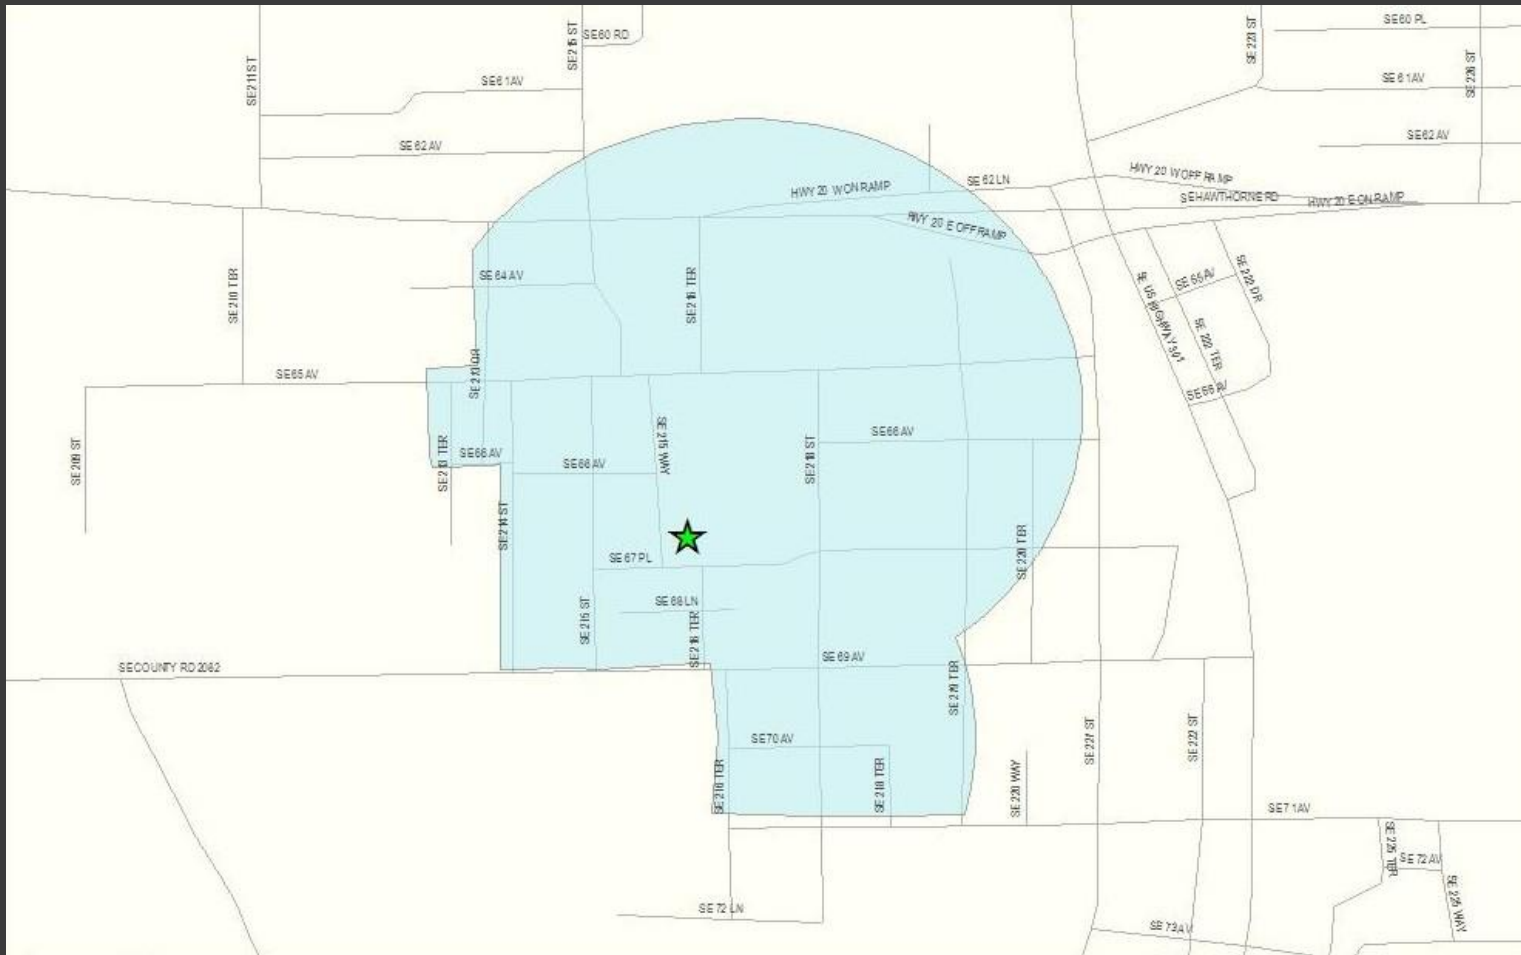 SE 60 PL
SE 223 ST
SE 215 ST
SE60 RD
SE 226 ST
SE 211 ST
SE 61 AV
SE 61 AV
SE 62 AV
SE 62 AV
HWY 20 W OFF RAMP
SE 62 LN
HWY 20 W ON RAMP
SE HAWTHORNE RD
HWY 20 E ON RAMP
HWY 20 E OFF RAMP
SE 64 AV
SE 210 TER
SE 216 TER
SE 65 AV
SE 222 DR
SE US HIGHWAY 301
SE 222 TER
SE 65 AV
SE 213 DR
SE 66 AV
SE 209 ST
SE 213 TER
SE 66 AV
SE 66 AV
SE 215 WAY
SE 218 ST
SE 66 AV
SE 214 ST
SE 67 PL
SE 220 TER
SE 215 ST
SE 68 LN
SE 216 TER
SE COUNTY RD 2082
SE 69 AV
SE 219 TER
SE 70 AV
SE 221 ST
SE 222 ST
SE 216 TER
SE 218 TER
SE 220 WAY
SE 71 AV
SE 225 TER
SE 72 AV
SE 225 WAY
SE 72 LN
SE 73 AV